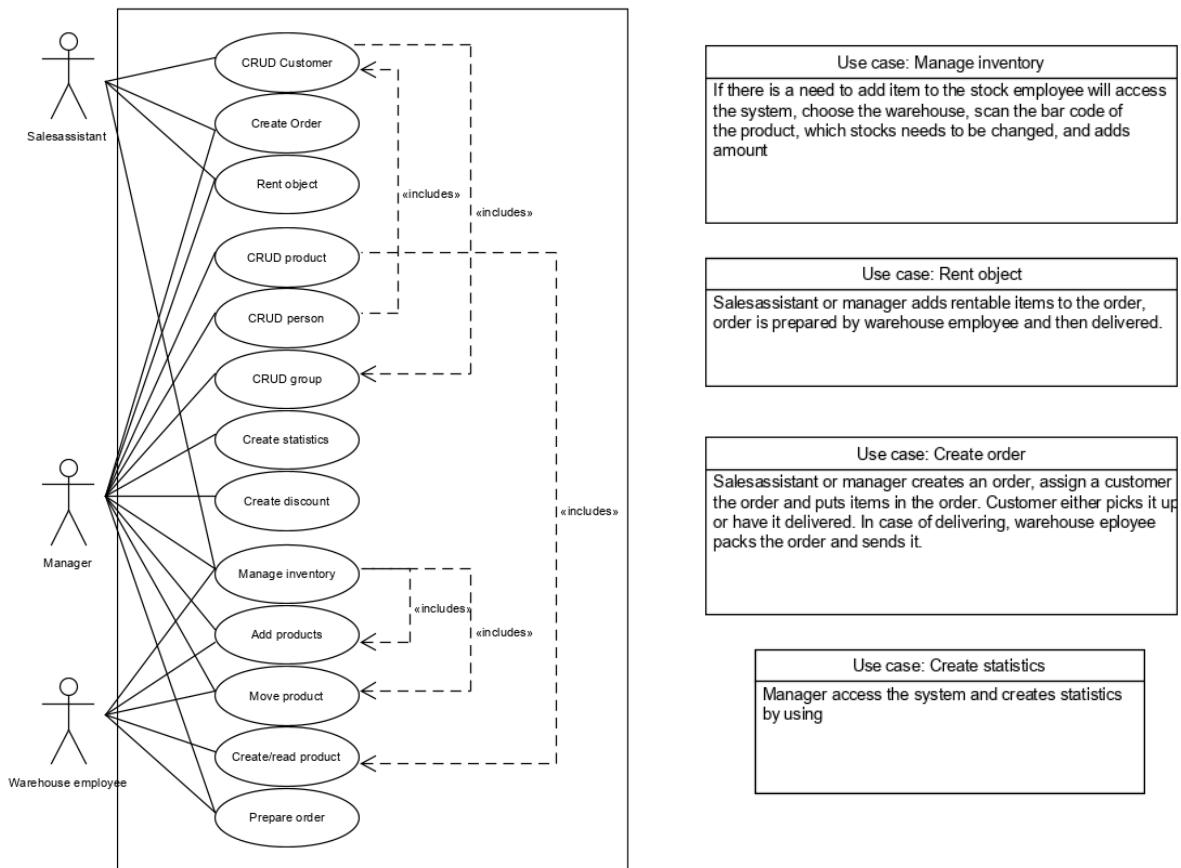 Salesassistant
Manager
Warehouse employee
CRUD Customer
Create Order
Rent object
CRUD product
CRUD person
CRUD group
Create statistics
Create discount
Manage inventory
Add products
Move product
Create/read product
Prepare order
«includes»
«includes»
«includes»
«includes»
«includes»
Use case: Manage inventory
If there is a need to add item to the stock employee will access
the system, choose the warehouse, scan the bar code of
the product, which stocks needs to be changed, and adds
amount
Use case: Rent object
Salesassistant or manager adds rentable items to the order,
order is prepared by warehouse employee and then delivered.
Use case: Create order
Salesassistant or manager creates an order, assign a customer
the order and puts items in the order. Customer either picks it up
or have it delivered. In case of delivering, warehouse eployee
packs the order and sends it.
Use case: Create statistics
Manager access the system and creates statistics
by using